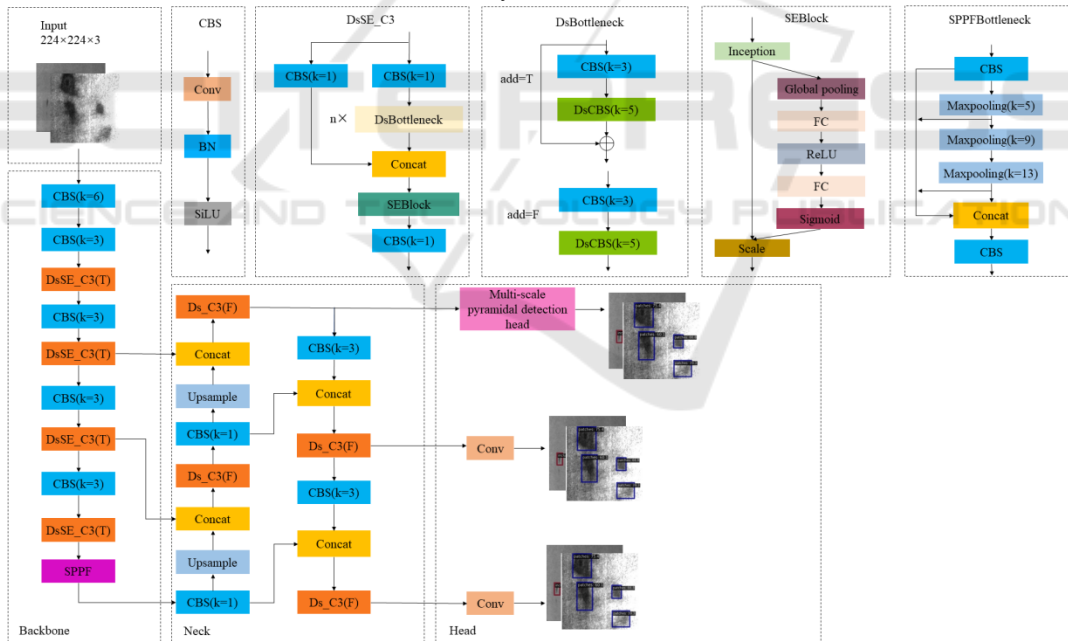 Input
224×224×3
CBS
Conv
BN
SiLU
DsSE_C3
CBS(k=1)
CBS(k=1)
n×
DsBottleneck
Concat
SEBlock
CBS(k=1)
DsBottleneck
add=T
CBS(k=3)
DsCBS(k=5)
add=F
CBS(k=3)
DsCBS(k=5)
SEBlock
Inception
Global pooling
FC
ReLU
FC
Sigmoid
Scale
SPPFBottleneck
CBS
Maxpooling(k=5)
Maxpooling(k=9)
Maxpooling(k=13)
Concat
CBS
SCIENCE AND TECHNOLOGY PUBLICATION
CBS(k=6)
CBS(k=3)
DsSE_C3(T)
CBS(k=3)
DsSE_C3(T)
CBS(k=3)
DsSE_C3(T)
CBS(k=3)
DsSE_C3(T)
SPPF
Backbone
Ds_C3(F)
Concat
Upsample
CBS(k=1)
Ds_C3(F)
Concat
Upsample
CBS(k=1)
CBS(k=3)
Concat
Ds_C3(F)
CBS(k=3)
Concat
Ds_C3(F)
Neck
Multi-scale
pyramidal detection
head
Conv
Conv
Head